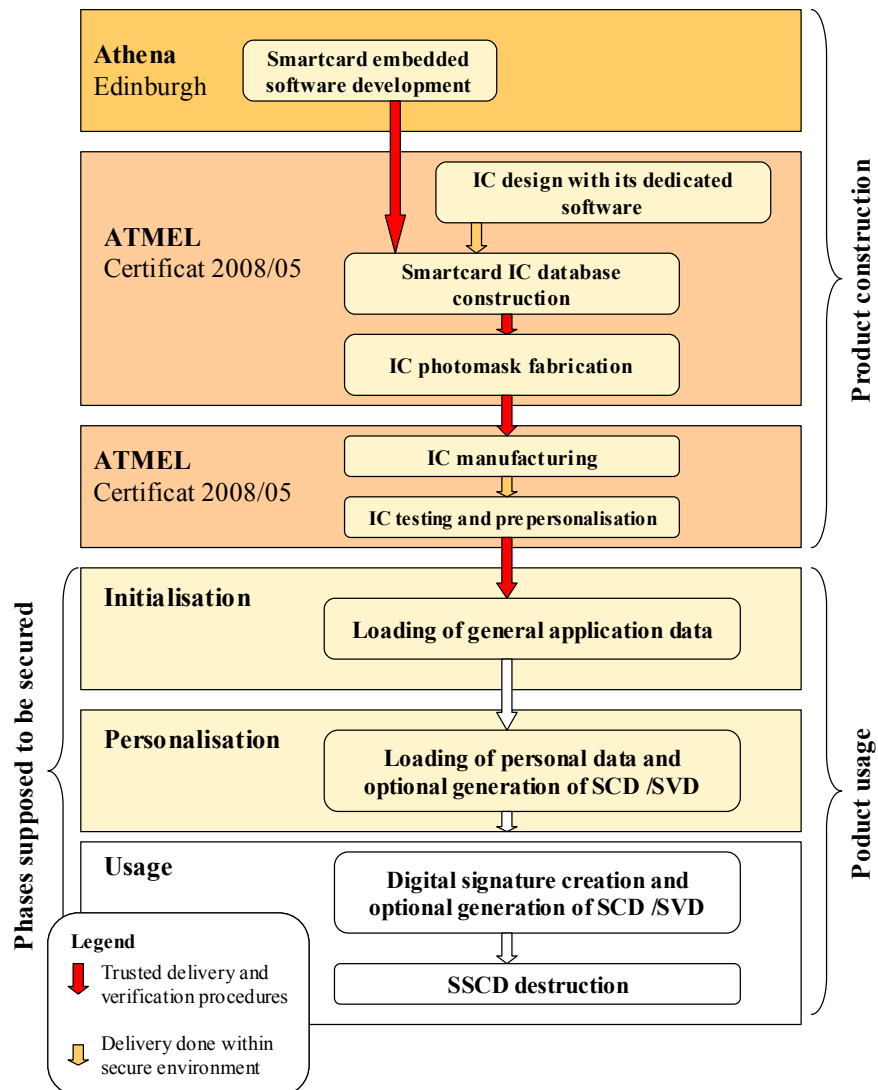 Athena
Edinburgh
Smartcard embedded
software development
ATMEL
Certificat 2008/05
IC design with its dedicated
software
Smartcard IC database
construction
IC photomask fabrication
ATMEL
Certificat 2008/05
IC manufacturing
IC testing and prepersonalisation
Product construction
Initialisation
Loading of general application data
Personalisation
Loading of personal data and
optional generation of SCD /SVD
Usage
Digital signature creation and
optional generation of SCD /SVD
SSCD destruction
Phases supposed to be secured
Poduct usage
Legend
Trusted delivery and
verification procedures
Delivery done within
secure environment